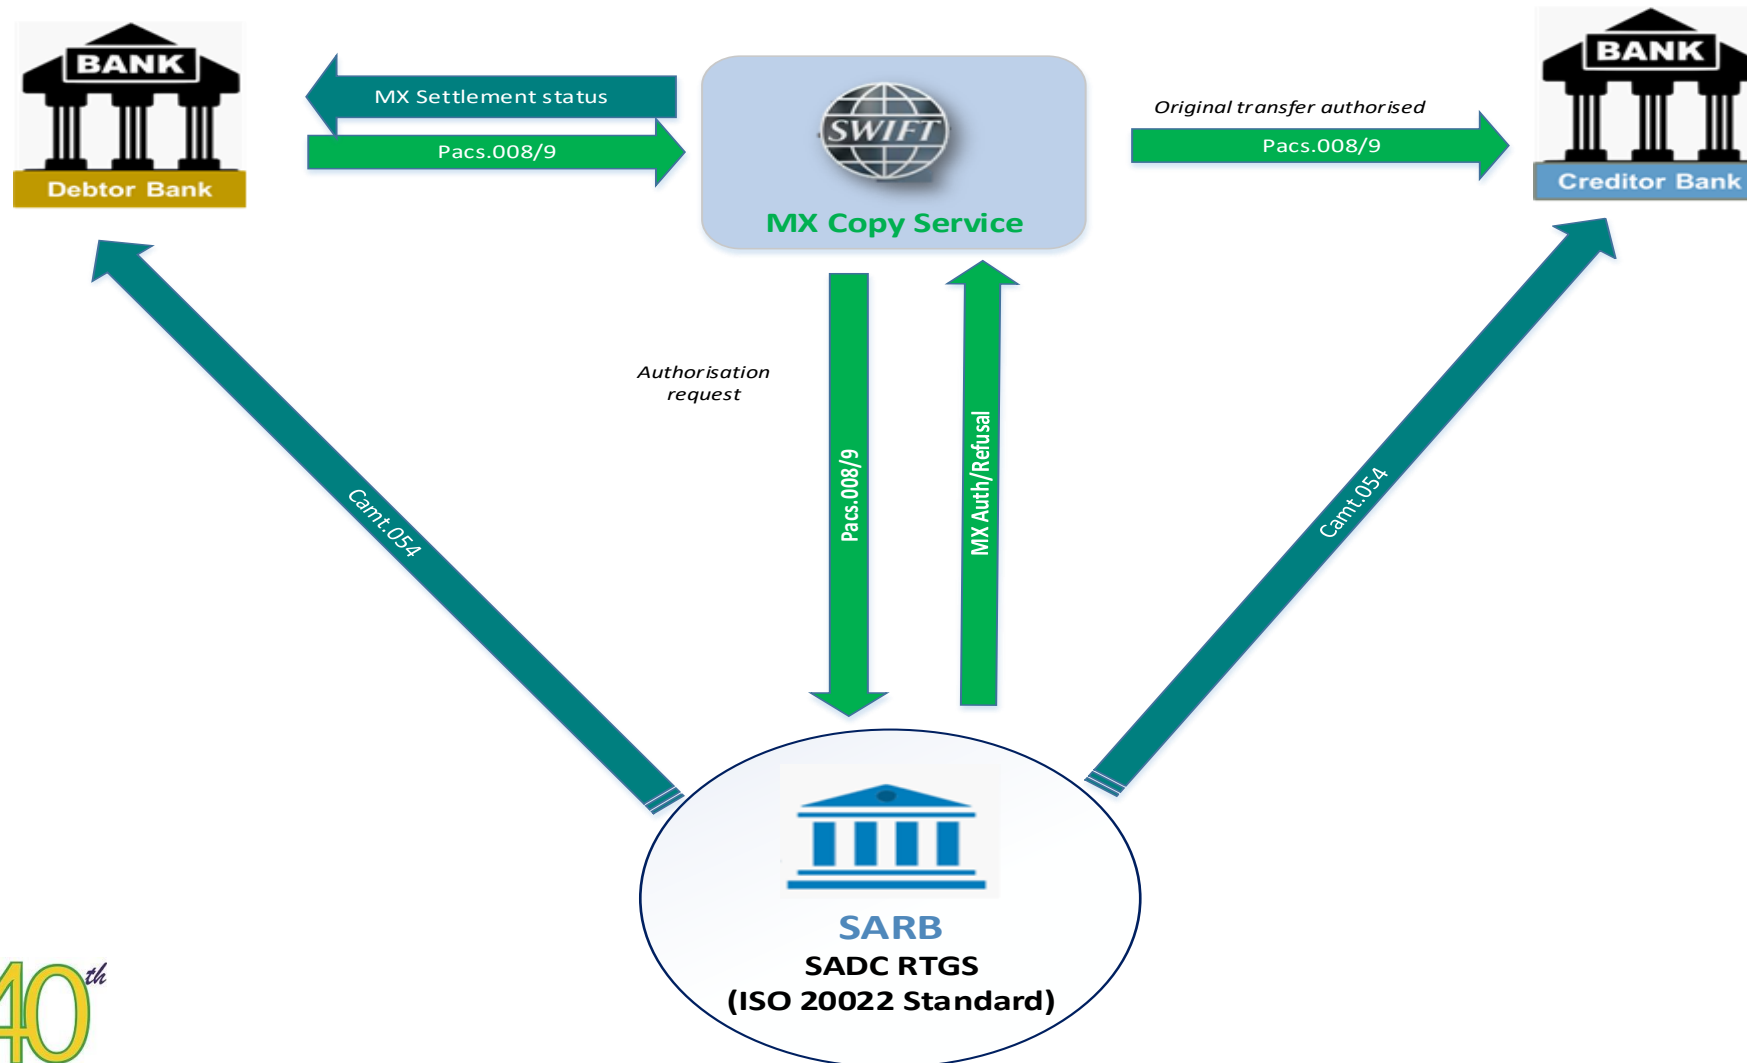 BANK
Debtor Bank
MX Settlement status
Pacs.008/9
SWIFT
MX Copy Service
Original transfer authorised
Pacs.008/9
BANK
Creditor Bank
Authorisation
request
Pacs.008/9
MX Auth/Refusal
Camt.054
Camt.054
SARB
SADC RTGS
(ISO 20022 Standard)
40th